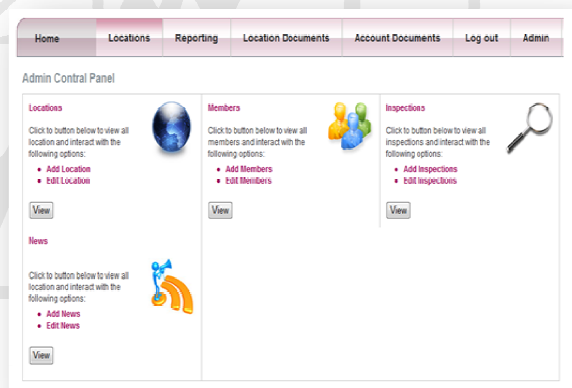 Home Locations Reporting Location Documents Account Documents Log out Admin
Admin Contral Panel
Locations
Click to button below to view all
location and interact with the
following options:
Add Location
Edit Location
View
Members
Click to button below to view all
members and interact with the
following options:
Add Members
Edit Members
View
Inspections
Click to button below to view all
inspections and interact with the
following options:
Add Inspections
Edit Inspections
View
News
Click to button below to view all
location and interact with the
following options:
Add News
Edit News
View